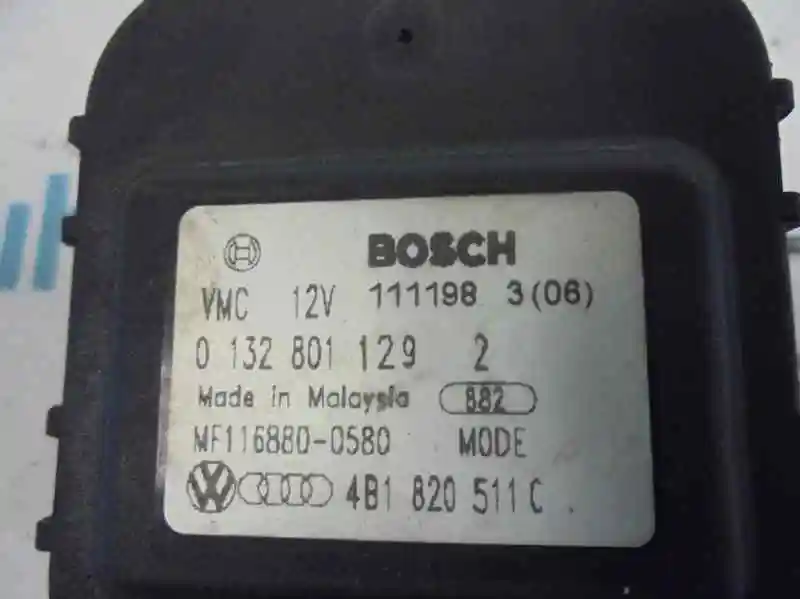 BOSCH
VMC 12V 111198 3(06)
0 132 801 129 2
Made in Malaysia 882
MF116880-0580 MODE
4B1 820 511 C .